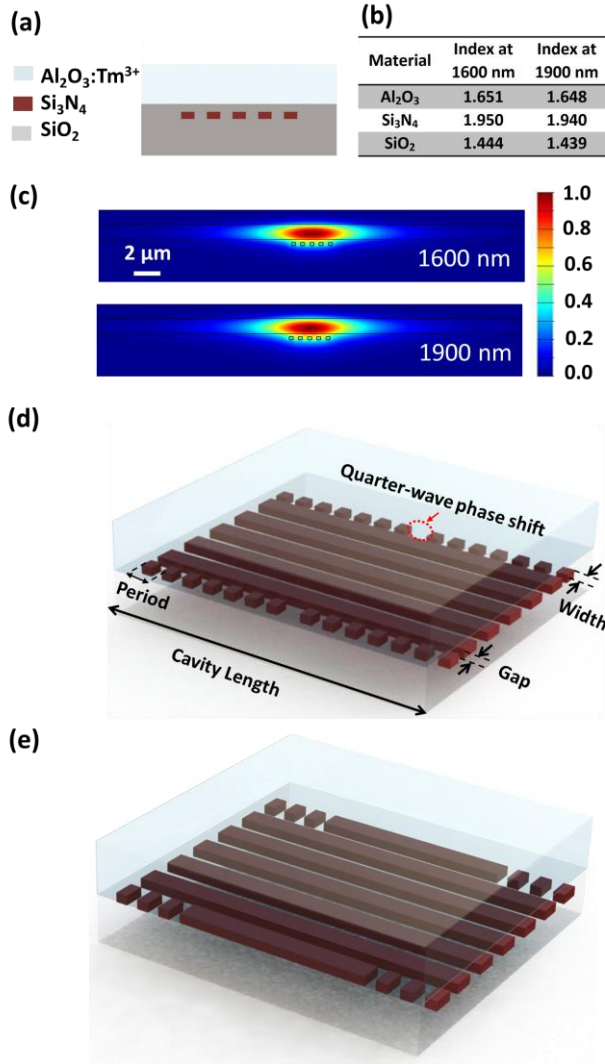 (a)
Al₂O₃:Tm³⁺
Si₃N₄
SiO₂
(b)
Material Index at 1600 nm Index at 1900 nm
Al₂O₃ 1.651 1.648
Si₃N₄ 1.950 1.940
SiO₂ 1.444 1.439
(c)
2 μm
1600 nm
1900 nm
1.0
0.8
0.6
0.4
0.2
0.0
(d)
Quarter-wave phase shift
Period
Width
Gap
Cavity Length
(e)